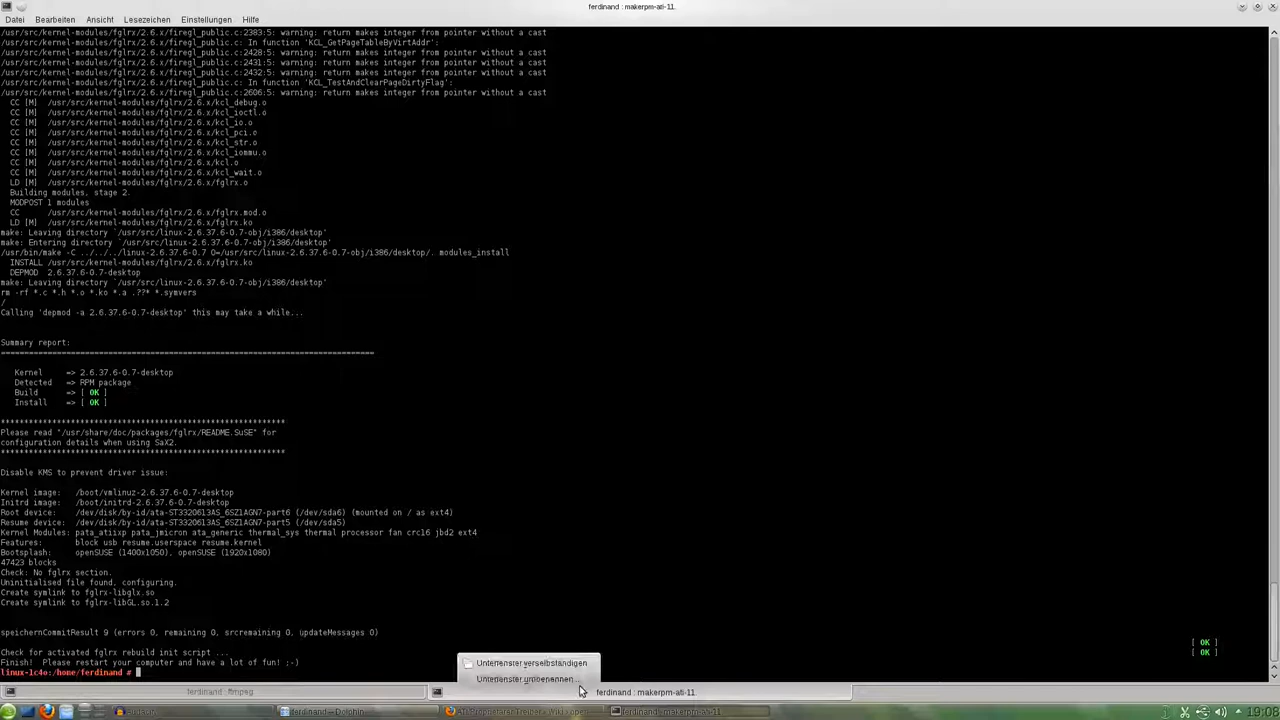 ferdinand : makerpm-ati-11.
Datei Bearbeiten Ansicht Lesezeichen Einstellungen Hilfe
/usr/src/kernel-modules/fglrx/2.6.x/firegl_public.c:2383:5: warning: return makes integer from pointer without a cast
/usr/src/kernel-modules/fglrx/2.6.x/firegl_public.c: In function 'KCL_GetPageTableByVirtAddr':
/usr/src/kernel-modules/fglrx/2.6.x/firegl_public.c:2428:5: warning: return makes integer from pointer without a cast
/usr/src/kernel-modules/fglrx/2.6.x/firegl_public.c:2431:5: warning: return makes integer from pointer without a cast
/usr/src/kernel-modules/fglrx/2.6.x/firegl_public.c:2432:5: warning: return makes integer from pointer without a cast
/usr/src/kernel-modules/fglrx/2.6.x/firegl_public.c: In function 'KCL_TestAndClearPageDirtyFlag':
/usr/src/kernel-modules/fglrx/2.6.x/firegl_public.c:2606:5: warning: return makes integer from pointer without a cast
CC [M] /usr/src/kernel-modules/fglrx/2.6.x/kcl_debug.o
CC [M] /usr/src/kernel-modules/fglrx/2.6.x/kcl_ioctl.o
CC [M] /usr/src/kernel-modules/fglrx/2.6.x/kcl_io.o
CC [M] /usr/src/kernel-modules/fglrx/2.6.x/kcl_pci.o
CC [M] /usr/src/kernel-modules/fglrx/2.6.x/kcl_str.o
CC [M] /usr/src/kernel-modules/fglrx/2.6.x/kcl_iommu.o
CC [M] /usr/src/kernel-modules/fglrx/2.6.x/kcl.o
CC [M] /usr/src/kernel-modules/fglrx/2.6.x/kcl_wait.o
LD [M] /usr/src/kernel-modules/fglrx/2.6.x/fglrx.o
Building modules, stage 2.
MODPOST 1 modules
CC /usr/src/kernel-modules/fglrx/2.6.x/fglrx.mod.o
LD [M] /usr/src/kernel-modules/fglrx/2.6.x/fglrx.ko
make: Leaving directory `/usr/src/linux-2.6.37.6-0.7-obj/i386/desktop'
make: Entering directory `/usr/src/linux-2.6.37.6-0.7-obj/i386/desktop'
/usr/bin/make -C ../../../linux-2.6.37.6-0.7 O=/usr/src/linux-2.6.37.6-0.7-obj/i386/desktop/. modules_install
INSTALL /usr/src/kernel-modules/fglrx/2.6.x/fglrx.ko
DEPMOD 2.6.37.6-0.7-desktop
make: Leaving directory `/usr/src/linux-2.6.37.6-0.7-obj/i386/desktop'
rm -rf *.c *.h *.o *.ko *.a .??* *.symvers
/
Calling 'depmod -a 2.6.37.6-0.7-desktop' this may take a while...
Summary report:
================================================================================
Kernel => 2.6.37.6-0.7-desktop
Detected => RPM package
Build => [ OK ]
Install => [ OK ]
*************************************************************
Please read "/usr/share/doc/packages/fglrx/README.SuSE" for
configuration details when using SaX2.
*************************************************************
Disable KMS to prevent driver issue:
Kernel image: /boot/vmlinuz-2.6.37.6-0.7-desktop
Initrd image: /boot/initrd-2.6.37.6-0.7-desktop
Root device: /dev/disk/by-id/ata-ST3320613AS_6SZ1AGN7-part6 (/dev/sda6) (mounted on / as ext4)
Resume device: /dev/disk/by-id/ata-ST3320613AS_6SZ1AGN7-part5 (/dev/sda5)
Kernel Modules: pata_atiixp pata_jmicron ata_generic thermal_sys thermal processor fan crc16 jbd2 ext4
Features: block usb resume.userspace resume.kernel
Bootsplash: openSUSE (1400x1050), openSUSE (1920x1080)
47423 blocks
Check: No fglrx section.
Uninitialised file found, configuring.
Create symlink to fglrx-libglx.so
Create symlink to fglrx-libGL.so.1.2
speichernCommitResult 9 (errors 0, remaining 0, srcremaining 0, updateMessages 0)
[ OK ]
Check for activated fglrx rebuild init script ... [ OK ]
Finish! Please restart your computer and have a lot of fun! ;-)
linux-1c4o:/home/ferdinand #
Unterfenster verselbständigen
Unterfenster umbenennen...
ferdinand : ffmpeg
ferdinand : makerpm-ati-11.
ferdinand – Dolphin
ferdinand : makerpm-ati-11.
19:08